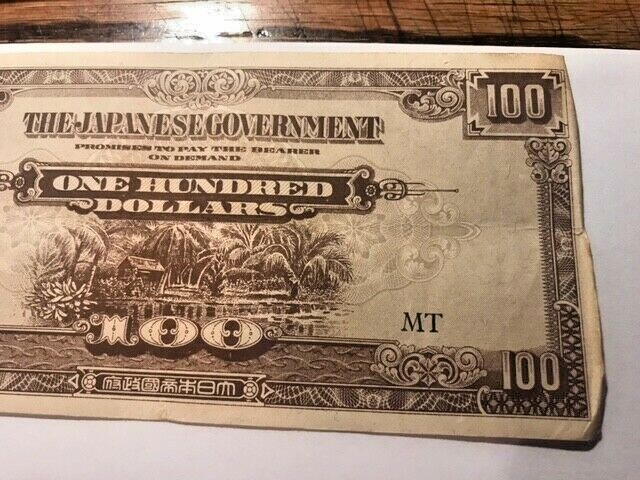 100
THE JAPANESE GOVERNMENT
PROMISES TO PAY THE BEARER
ON DEMAND
ONE HUNDRED
DOLLARS
MT
100
100
大日本帝國政府